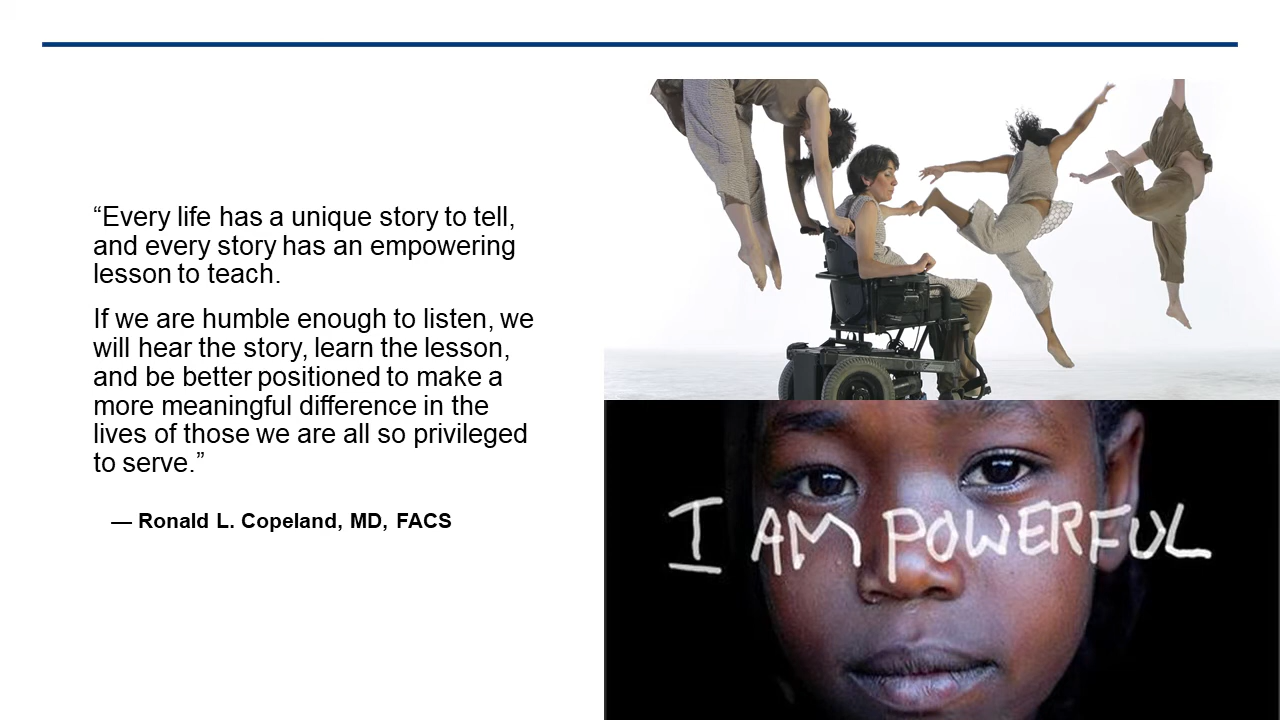 “Every life has a unique story to tell,
and every story has an empowering
lesson to teach.
If we are humble enough to listen, we
will hear the story, learn the lesson,
and be better positioned to make a
more meaningful difference in the
lives of those we are all so privileged
to serve.”
— Ronald L. Copeland, MD, FACS
I AM POWERFUL